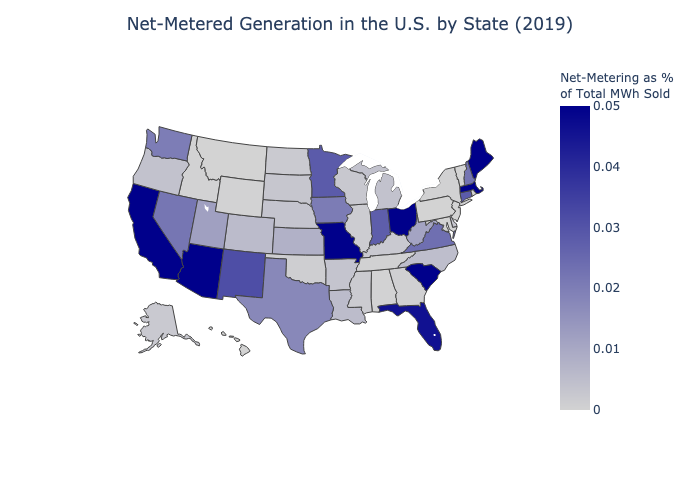 Net-Metered Generation in the U.S. by State (2019)
Net-Metering as %
of Total MWh Sold
0.05
0.04
0.03
0.02
0.01
0